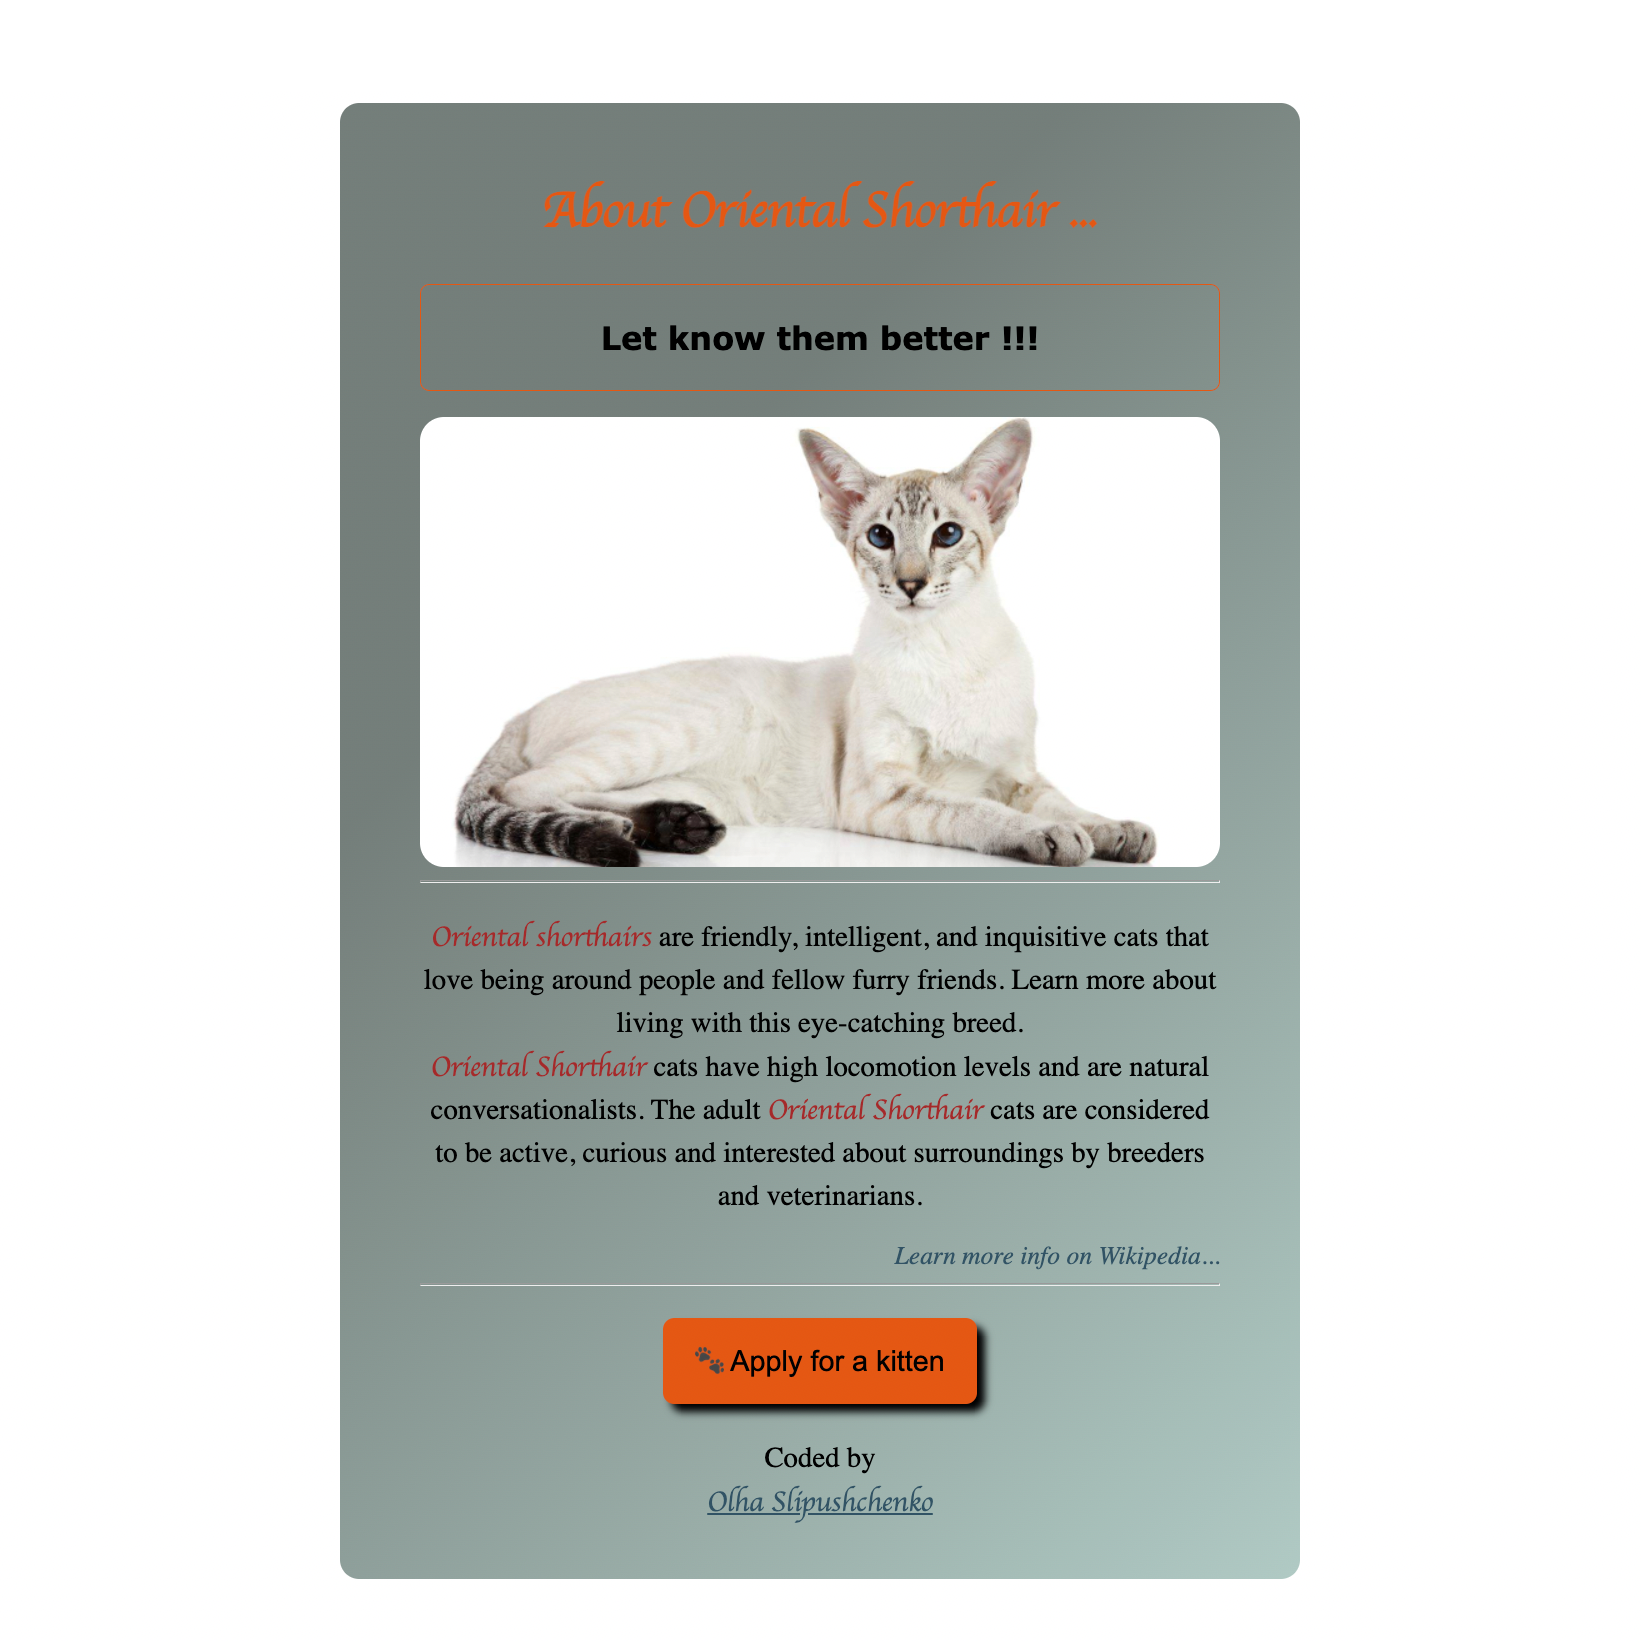 About Oriental Shorthair ...
Let know them better !!!
Oriental shorthairs are friendly, intelligent, and inquisitive cats that
love being around people and fellow furry friends. Learn more about
living with this eye-catching breed.
Oriental Shorthair cats have high locomotion levels and are natural
conversationalists. The adult Oriental Shorthair cats are considered
to be active, curious and interested about surroundings by breeders
and veterinarians.
Learn more info on Wikipedia...
🐾 Apply for a kitten
Coded by
Olha Slipushchenko